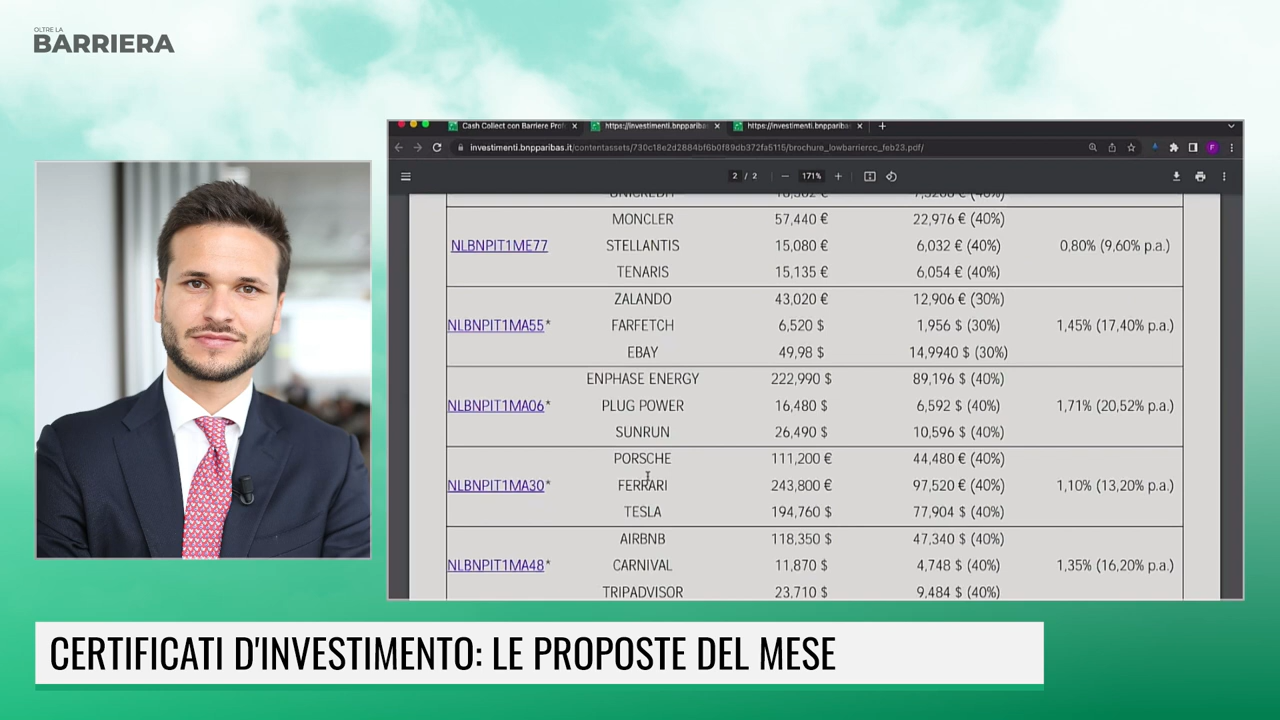 OLTRE LA
BARRIERA
Cash Collect con Barriere Prof
https://investimenti.bnpparibas.
https://investimenti.bnpparibas.
investimenti.bnpparibas.it/contentassets/730c18e2d2884bf6b0f89db372fa5115/brochure_lowbarriercc_feb23.pdf/
2 / 2 171%
UNICREDIT (40%)
MONCLER 57,440 € 22,976 € (40%)
NLBNPIT1ME77 STELLANTIS 15,080 € 6,032 € (40%) 0,80% (9,60% p.a.)
TENARIS 15,135 € 6,054 € (40%)
ZALANDO 43,020 € 12,906 € (30%)
NLBNPIT1MA55* FARFETCH 6,520 $ 1,956 $ (30%) 1,45% (17,40% p.a.)
EBAY 49,98 $ 14,9940 $ (30%)
ENPHASE ENERGY 222,990 $ 89,196 $ (40%)
NLBNPIT1MA06* PLUG POWER 16,480 $ 6,592 $ (40%) 1,71% (20,52% p.a.)
SUNRUN 26,490 $ 10,596 $ (40%)
PORSCHE 111,200 € 44,480 € (40%)
NLBNPIT1MA30* FERRARI 243,800 € 97,520 € (40%) 1,10% (13,20% p.a.)
TESLA 194,760 $ 77,904 $ (40%)
AIRBNB 118,350 $ 47,340 $ (40%)
NLBNPIT1MA48* CARNIVAL 11,870 $ 4,748 $ (40%) 1,35% (16,20% p.a.)
TRIPADVISOR 23,710 $ 9,484 $ (40%)
CERTIFICATI D'INVESTIMENTO: LE PROPOSTE DEL MESE